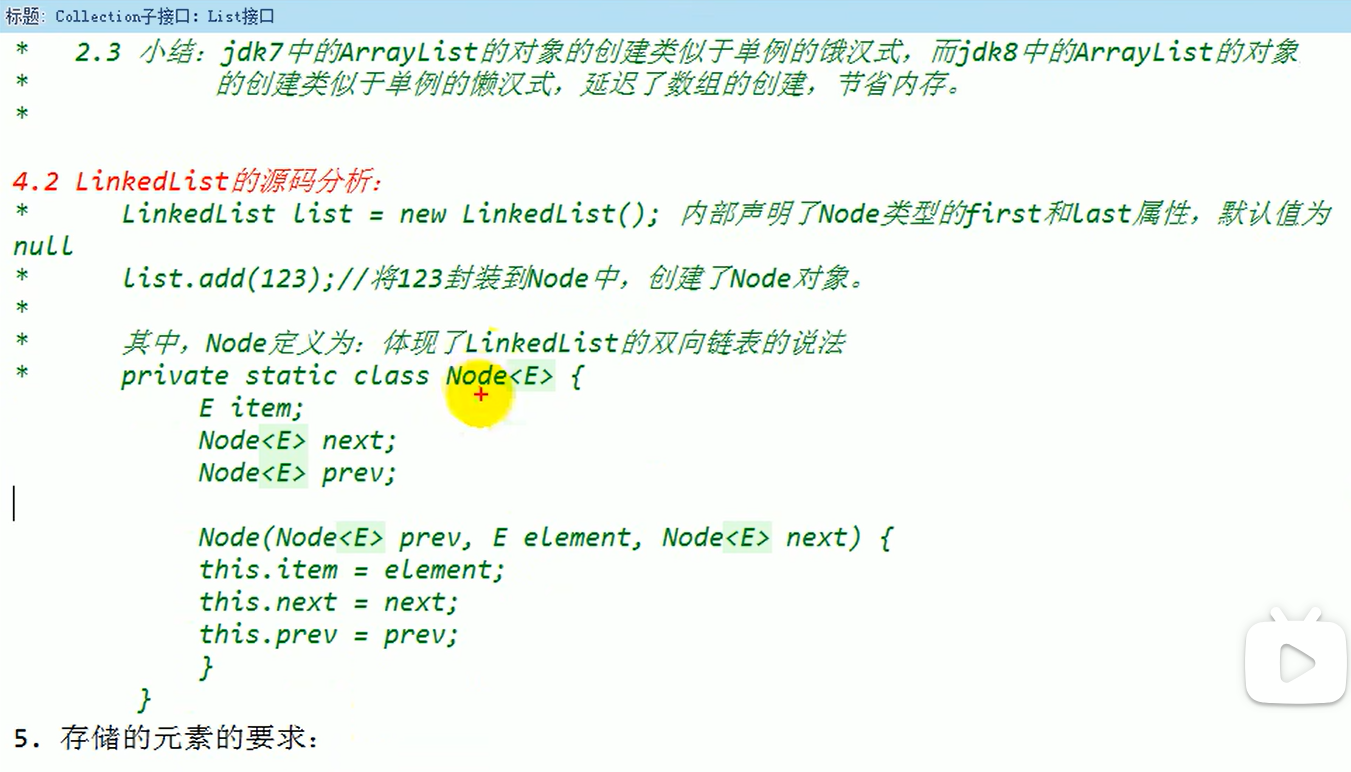 标题: Collection子接口: List接口
* 2.3 小结：jdk7中的ArrayList的对象的创建类似于单例的饿汉式，而jdk8中的ArrayList的对象
* 的创建类似于单例的懒汉式，延迟了数组的创建，节省内存。
*
4.2 LinkedList的源码分析：
* LinkedList list = new LinkedList(); 内部声明了Node类型的first和last属性，默认值为
null
* list.add(123);//将123封装到Node中，创建了Node对象。
*
* 其中，Node定义为：体现了LinkedList的双向链表的说法
* private static class Node<E> {
E item;
Node<E> next;
Node<E> prev;
Node(Node<E> prev, E element, Node<E> next) {
this.item = element;
this.next = next;
this.prev = prev;
}
}
5. 存储的元素的要求：